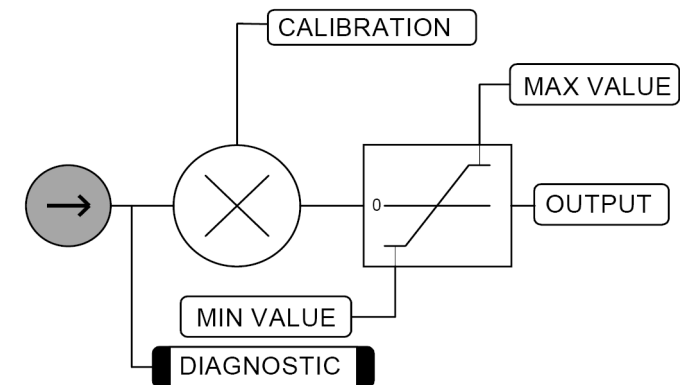 CALIBRATION
MAX VALUE
0
OUTPUT
MIN VALUE
DIAGNOSTIC